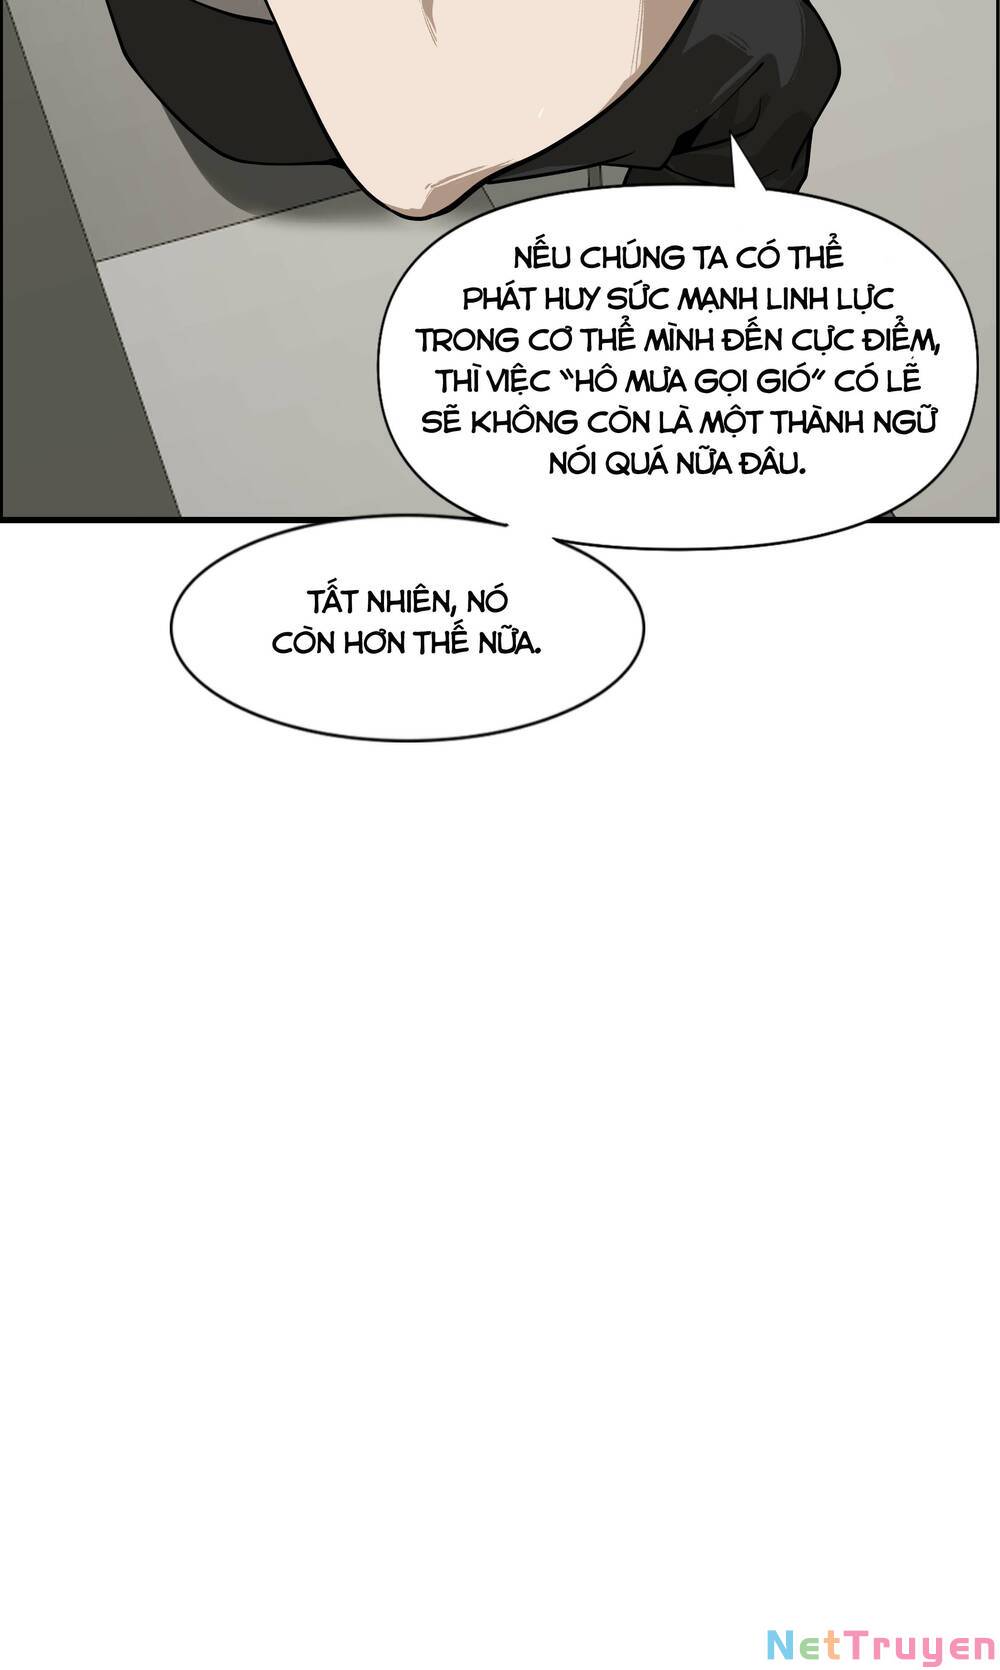 NẾU CHÚNG TA CÓ THỂ
PHÁT HUY SỨC MẠNH LINH LỰC
TRONG CƠ THỂ MÌNH ĐẾN CỰC ĐIỂM,
THÌ VIỆC "HÔ MƯA GỌI GIÓ" CÓ LẼ
SẼ KHÔNG CÒN LÀ MỘT THÀNH NGỮ
NÓI QUÁ NỮA ĐÂU.
TẤT NHIÊN, NÓ
CÒN HƠN THẾ NỮA.
NetTruyen